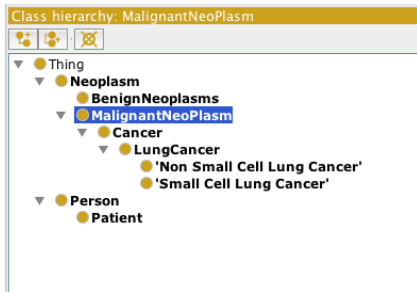 Class hierarchy: MalignantNeoPlasm
Thing
Neoplasm
BenignNeoplasms
MalignantNeoPlasm
Cancer
LungCancer
'Non Small Cell Lung Cancer'
'Small Cell Lung Cancer'
Person
Patient